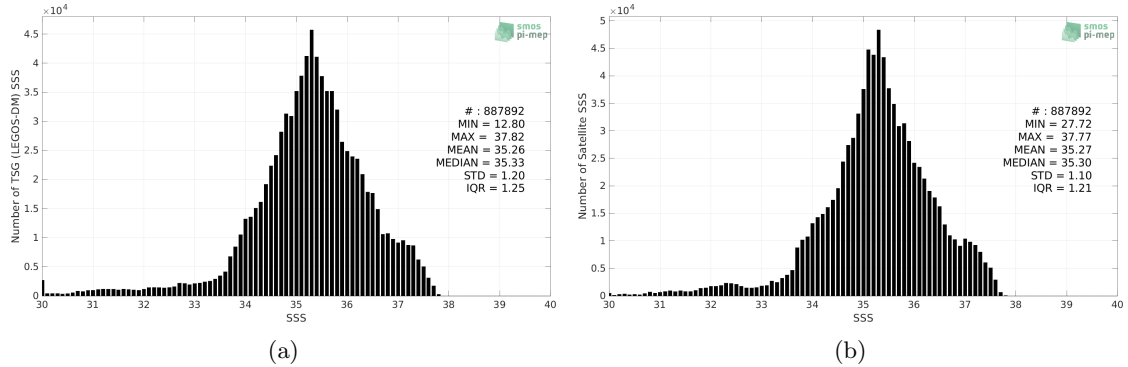 ×10⁴
4.5
4
3.5
3
2.5
2
1.5
1
0.5
0
30 31 32 33 34 35 36 37 38 39 40
SSS
Number of TSG (LEGOS-DM) SSS
smos
pi-mep
# : 887892
MIN = 12.80
MAX = 37.82
MEAN = 35.26
MEDIAN = 35.33
STD = 1.20
IQR = 1.25
(a)
×10⁴
5
4.5
4
3.5
3
2.5
2
1.5
1
0.5
0
30 31 32 33 34 35 36 37 38 39 40
SSS
Number of Satellite SSS
smos
pi-mep
# : 887892
MIN = 27.72
MAX = 37.77
MEAN = 35.27
MEDIAN = 35.30
STD = 1.10
IQR = 1.21
(b)